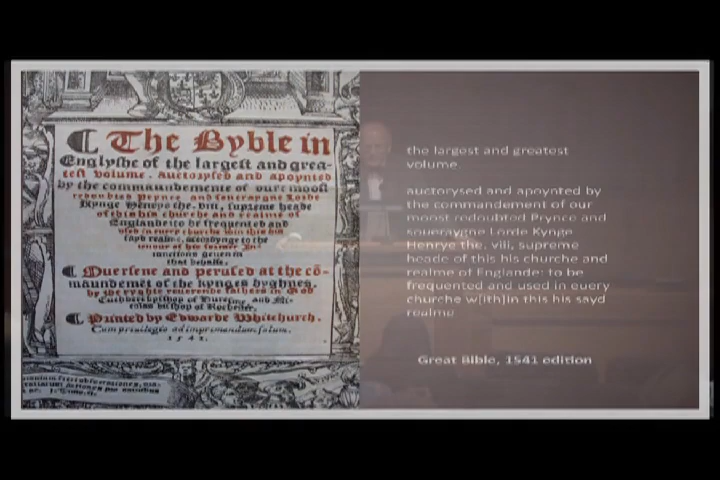 The Byble in
Englyshe of the largest and grea-
test volume. Auctorysed and apoynted
by the commaundemente of oure moost
redoubted Prynce and soueraygne Lorde
Kynge Henrye the. viii, supreme heade
of this his churche and realme of
Englande: to be frequented and
used in euery churche win this his
sayd realme, accordynge to the
tenour of his former In-
iunctions geuen in
that behalfe.
Ouersene and perused at the cō-
maundemēt of the kynges hyghnes,
by the ryghte reuerende fathers in God
Cuthbert bysshop of Duresme, and Ni-
colas bisshop of Rochester.
Printed by Edwarde Whitchurch.
Cum priuilegio ad imprimendum solum.
1541.
the largest and greatest
volume
auctorysed and apoynted by
the commandement of our
moost redoubted Prynce and
soueraygne Lorde Kynge
Henrye the. viii, supreme
heade of this his churche and
realme of Englande: to be
frequented and used in euery
churche w[ith]in this his sayd
realme
Great Bible, 1541 edition